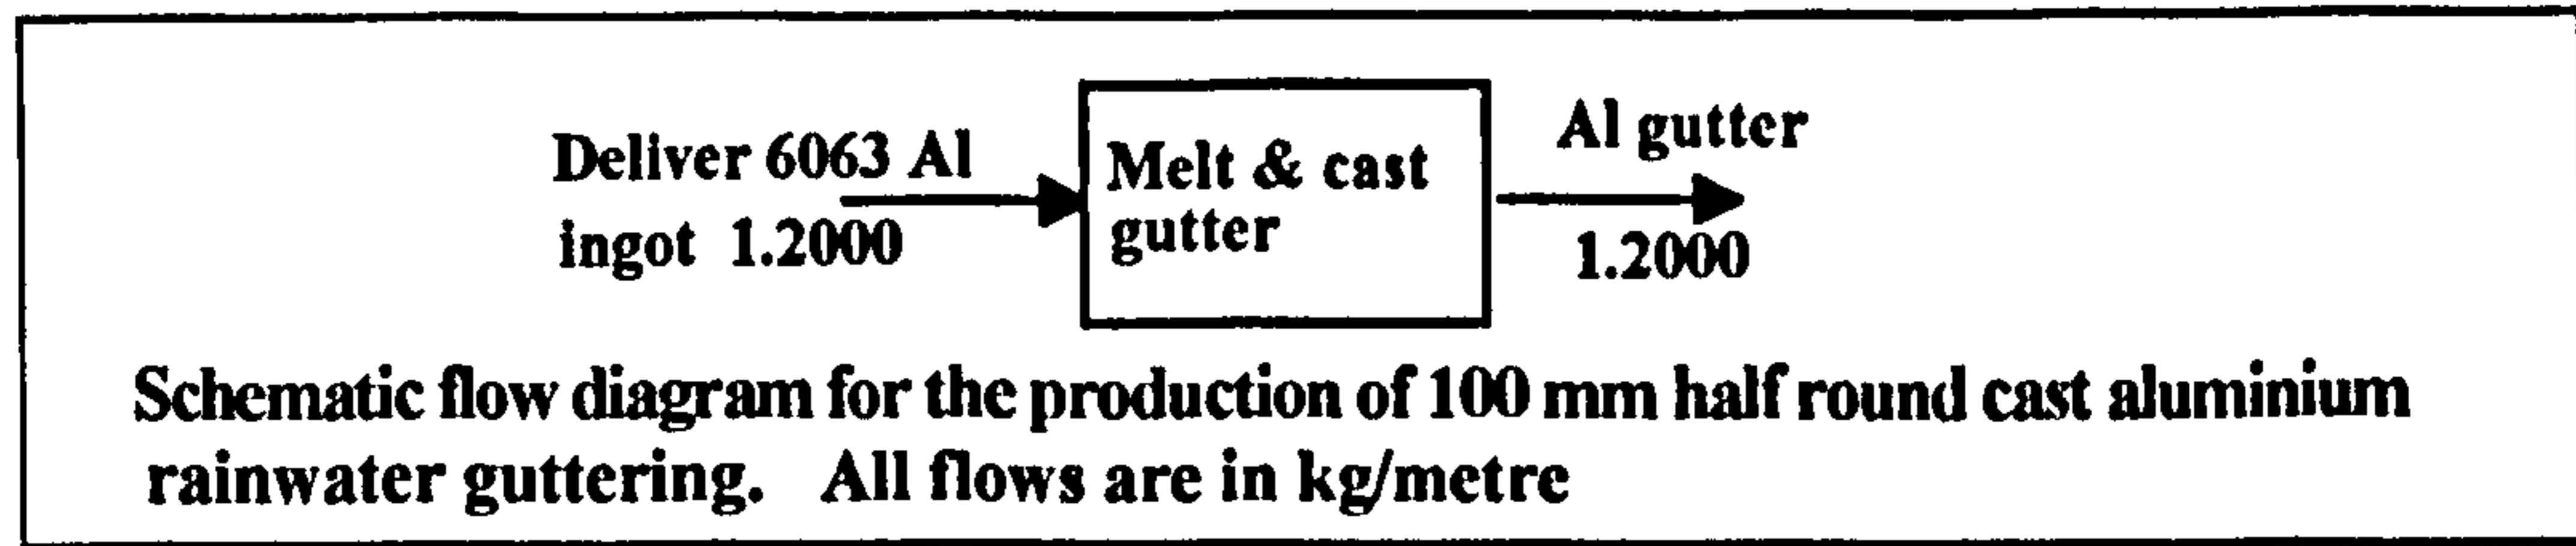 Deliver 6063 Al
ingot 1.2000
Melt & cast
gutter
Al gutter
1.2000
Schematic flow diagram for the production of 100 mm half round cast aluminium
rainwater guttering. All flows are in kg/metre